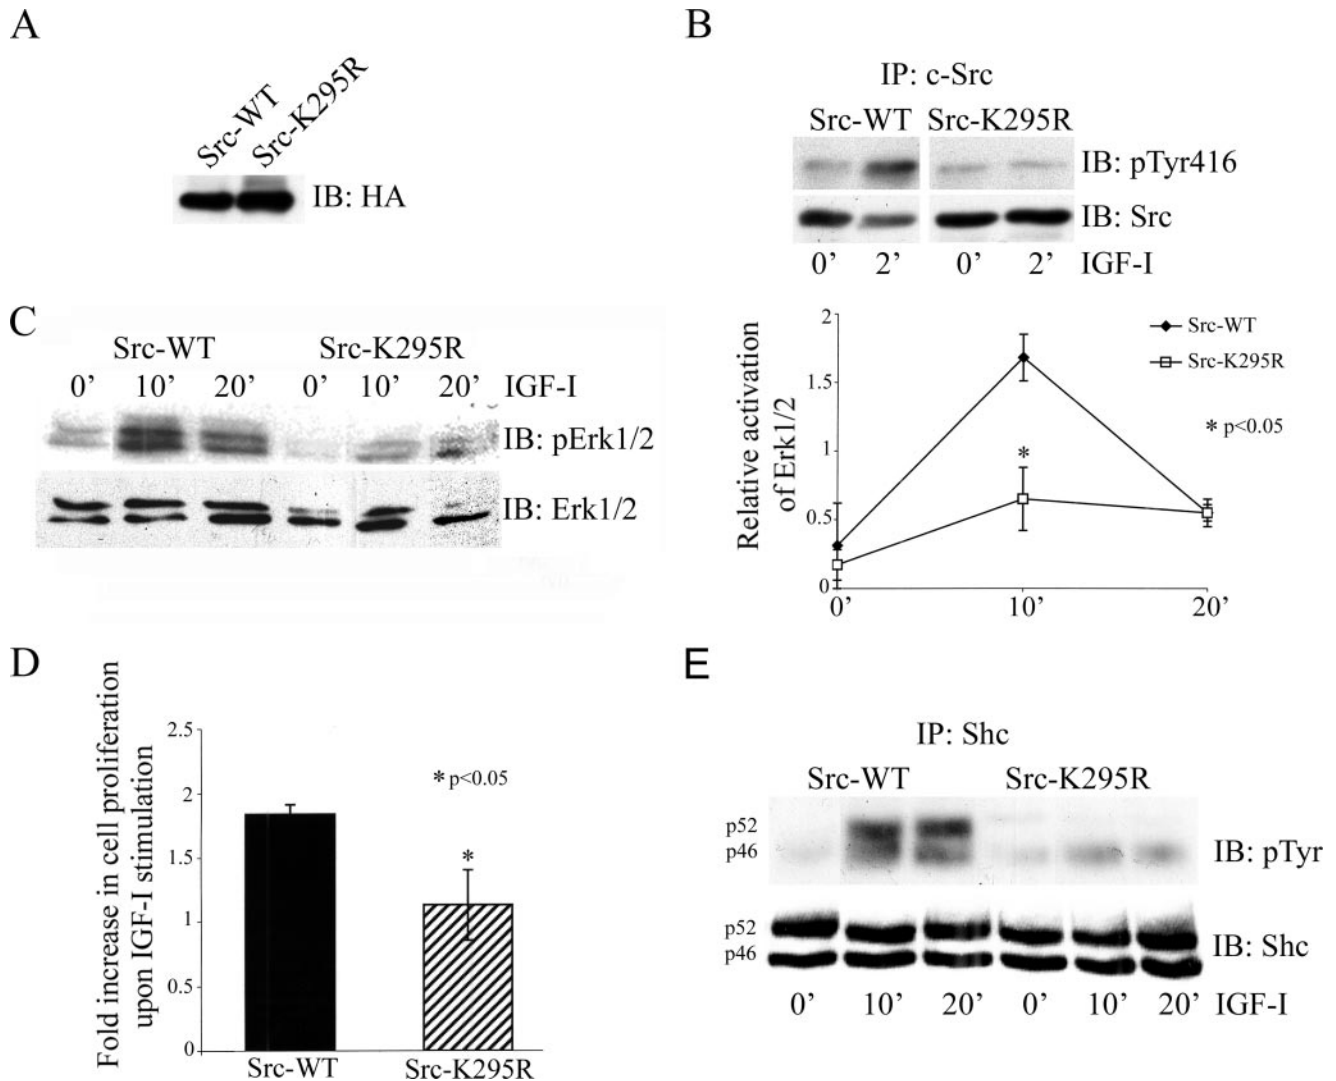 A
Src-WT
Src-K295R
IB: HA
B
IP: c-Src
Src-WT Src-K295R
IB: pTyr416
IB: Src
0’ 2’ 0’ 2’ IGF-I
C
Src-WT Src-K295R
0’ 10’ 20’ 0’ 10’ 20’ IGF-I
IB: pErk1/2
IB: Erk1/2
Relative activation
of Erk1/2
2
1.5
1
0.5
0
0’ 10’ 20’
Src-WT
Src-K295R
* p<0.05
*
D
Fold increase in cell proliferation
upon IGF-I stimulation
2.5
2
1.5
1
0.5
0
* p<0.05
*
Src-WT Src-K295R
E
IP: Shc
Src-WT Src-K295R
p52
p46
IB: pTyr
p52
p46
IB: Shc
0’ 10’ 20’ 0’ 10’ 20’ IGF-I